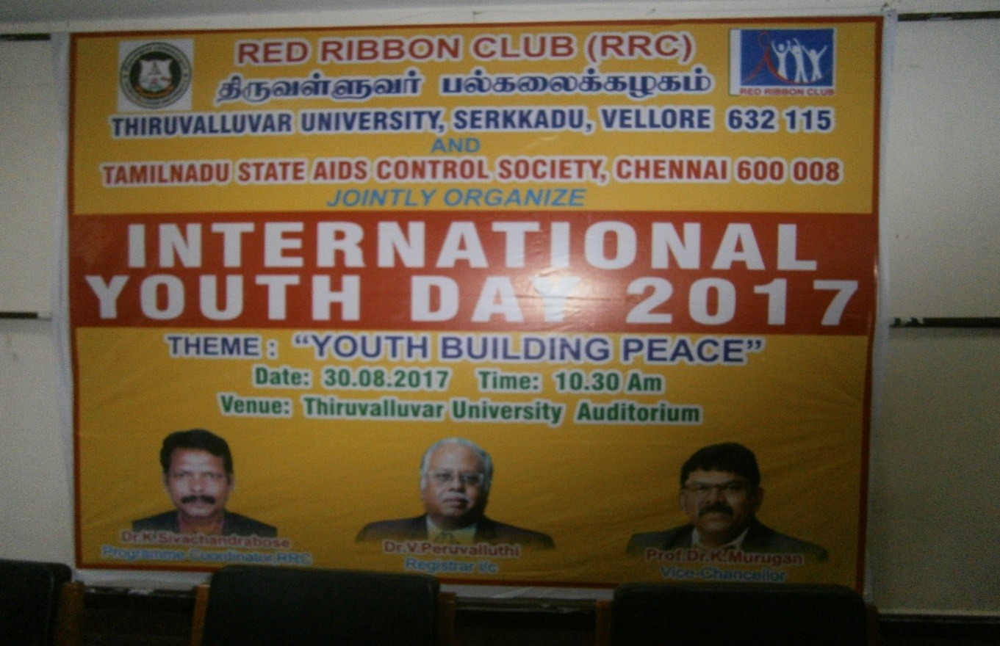 RED RIBBON CLUB (RRC)
திருவள்ளுவர் பல்கலைக்கழகம்
RED RIBBON CLUB
THIRUVALLUVAR UNIVERSITY, SERKKADU, VELLORE 632 115
AND
TAMILNADU STATE AIDS CONTROL SOCIETY, CHENNAI 600 008
JOINTLY ORGANIZE
INTERNATIONAL
YOUTH DAY 2017
THEME : “YOUTH BUILDING PEACE”
Date: 30.08.2017 Time: 10.30 Am
Venue: Thiruvalluvar University Auditorium
Dr.K.Sivachandrabose
Programme Coordinator,RRC
Dr.V.Peruvalluthi
Registrar i/c
Prof.Dr.K.Murugan
Vice-Chancellor